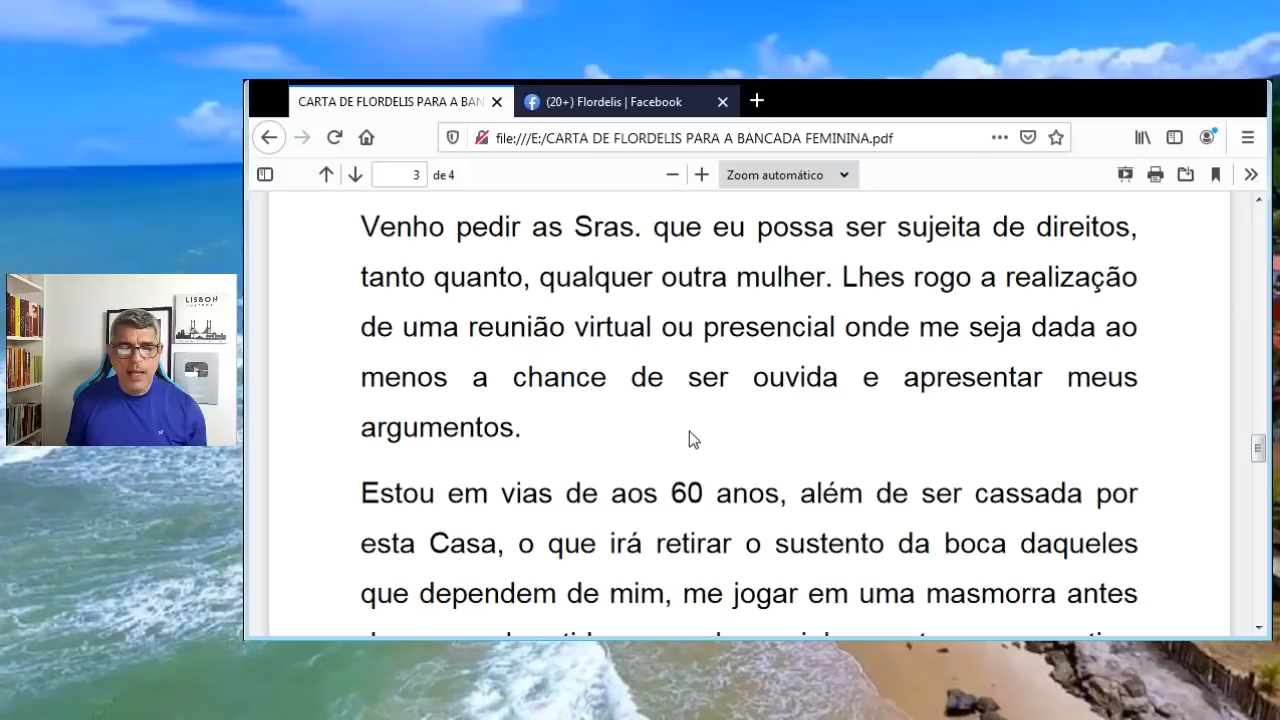 CARTA DE FLORDELIS PARA A BAN
(20+) Flordelis | Facebook
file:///E:/CARTA DE FLORDELIS PARA A BANCADA FEMININA.pdf
3 de 4
Zoom automático
Venho pedir as Sras. que eu possa ser sujeita de direitos,
tanto quanto, qualquer outra mulher. Lhes rogo a realização
de uma reunião virtual ou presencial onde me seja dada ao
menos a chance de ser ouvida e apresentar meus
argumentos.
Estou em vias de aos 60 anos, além de ser cassada por
esta Casa, o que irá retirar o sustento da boca daqueles
que dependem de mim, me jogar em uma masmorra antes
LISBON